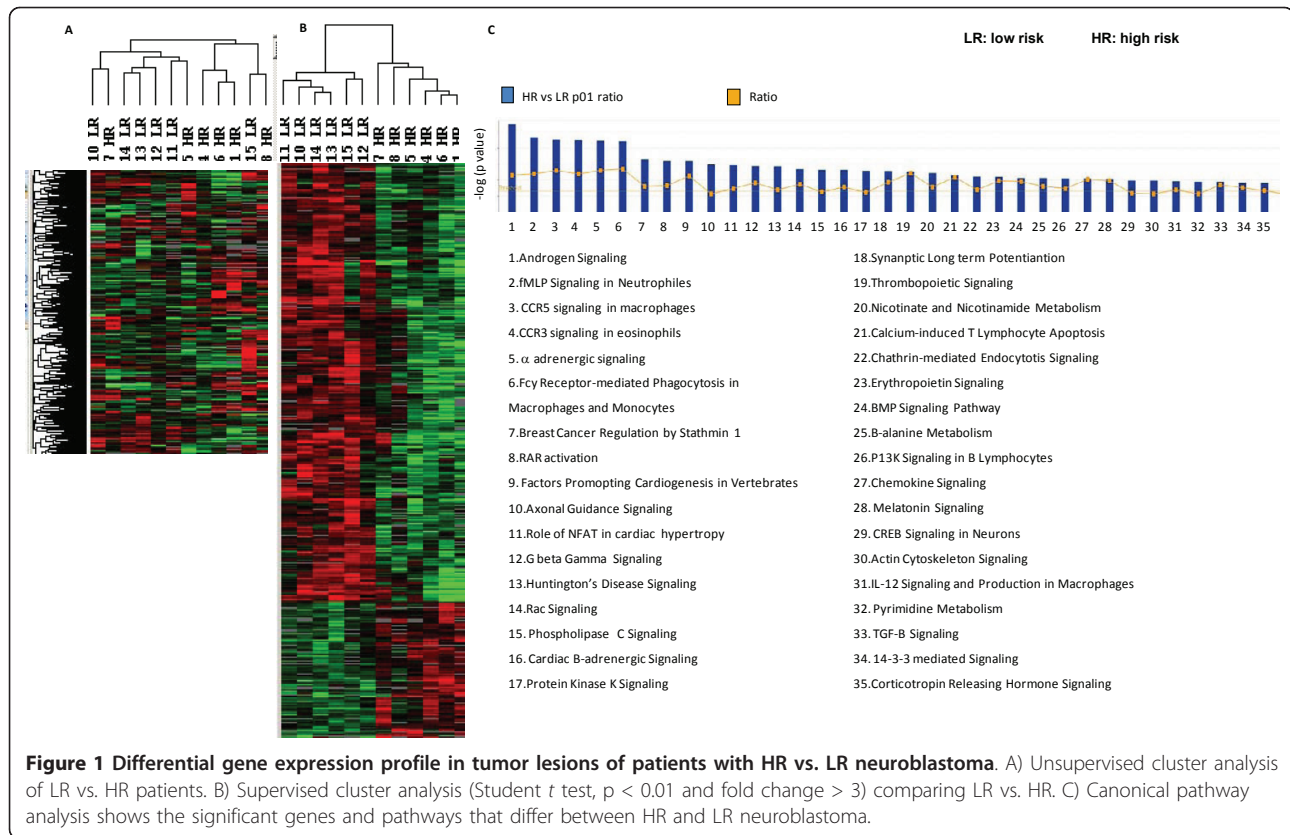 A
B
C
LR: low risk HR: high risk
HR vs LR p01 ratio
Ratio
-log (p value)
10 LR
7 HR
14 LR
13 LR
12 LR
11 LR
5 HR
4 HR
6 HR
1 HR
15 LR
8 HR
11 LR
10 LR
14 LR
13 LR
15 LR
12 LR
7 HR
8 HR
5 HR
4 HR
6 HR
1 2 3 4 5 6 7 8 9 10 11 12 13 14 15 16 17 18 19 20 21 22 23 24 25 26 27 28 29 30 31 32 33 34 35
1.Androgen Signaling
2.fMLP Signaling in Neutrophiles
3. CCR5 signaling in macrophages
4.CCR3 signaling in eosinophils
5. α adrenergic signaling
6.Fcy Receptor-mediated Phagocytosis in
Macrophages and Monocytes
7.Breast Cancer Regulation by Stathmin 1
8.RAR activation
9. Factors Promopting Cardiogenesis in Vertebrates
10.Axonal Guidance Signaling
11.Role of NFAT in cardiac hypertropy
12.G beta Gamma Signaling
13.Huntington's Disease Signaling
14.Rac Signaling
15. Phospholipase C Signaling
16. Cardiac B-adrenergic Signaling
17.Protein Kinase K Signaling
18.Synanptic Long term Potentiantion
19.Thrombopoietic Signaling
20.Nicotinate and Nicotinamide Metabolism
21.Calcium-induced T Lymphocyte Apoptosis
22.Chathrin-mediated Endocytotis Signaling
23.Erythropoietin Signaling
24.BMP Signaling Pathway
25.B-alanine Metabolism
26.P13K Signaling in B Lymphocytes
27.Chemokine Signaling
28. Melatonin Signaling
29. CREB Signaling in Neurons
30.Actin Cytoskeleton Signaling
31.IL-12 Signaling and Production in Macrophages
32. Pyrimidine Metabolism
33.TGF-B Signaling
34. 14-3-3 mediated Signaling
35.Corticotropin Releasing Hormone Signaling
Figure 1 Differential gene expression profile in tumor lesions of patients with HR vs. LR neuroblastoma. A) Unsupervised cluster analysis
of LR vs. HR patients. B) Supervised cluster analysis (Student t test, p < 0.01 and fold change > 3) comparing LR vs. HR. C) Canonical pathway
analysis shows the significant genes and pathways that differ between HR and LR neuroblastoma.